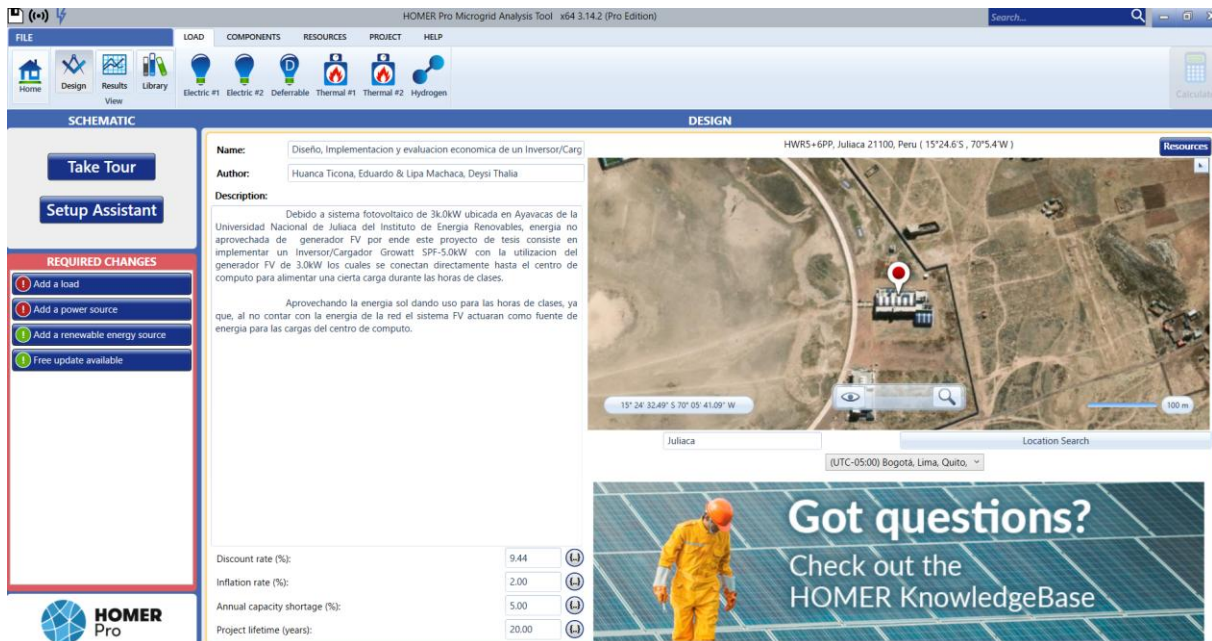 HOMER Pro Microgrid Analysis Tool x64 3.14.2 (Pro Edition)
Search...
FILE
LOAD COMPONENTS RESOURCES PROJECT HELP
Home
Design
Results
Library
View
Electric #1 Electric #2 Deferrable Thermal #1 Thermal #2 Hydrogen
Calculate
SCHEMATIC
DESIGN
Take Tour
Setup Assistant
REQUIRED CHANGES
Add a load
Add a power source
Add a renewable energy source
Free update available
HOMER
Pro
Name: Diseño, Implementacion y evaluacion economica de un Inversor/Carg
Author: Huanca Ticona, Eduardo & Lipa Machaca, Deysi Thalia
Description:
Debido a sistema fotovoltaico de 3k.0kW ubicada en Ayavacas de la
Universidad Nacional de Juliaca del Instituto de Energia Renovables, energia no
aprovechada de generador FV por ende este proyecto de tesis consiste en
implementar un Inversor/Cargador Growatt SPF-5.0kW con la utilizacion del
generador FV de 3.0kW los cuales se conectan directamente hasta el centro de
computo para alimentar una cierta carga durante las horas de clases.
Aprovechando la energia sol dando uso para las horas de clases, ya
que, al no contar con la energia de la red el sistema FV actuaran como fuente de
energia para las cargas del centro de computo.
Discount rate (%): 9.44
Inflation rate (%): 2.00
Annual capacity shortage (%): 5.00
Project lifetime (years): 20.00
HWR5+6PP, Juliaca 21100, Peru ( 15°24.6'S , 70°5.4'W )
Resources
15° 24' 32.49" S 70° 05' 41.09" W
100 m
Juliaca
Location Search
(UTC-05:00) Bogotá, Lima, Quito,
Got questions?
Check out the
HOMER KnowledgeBase